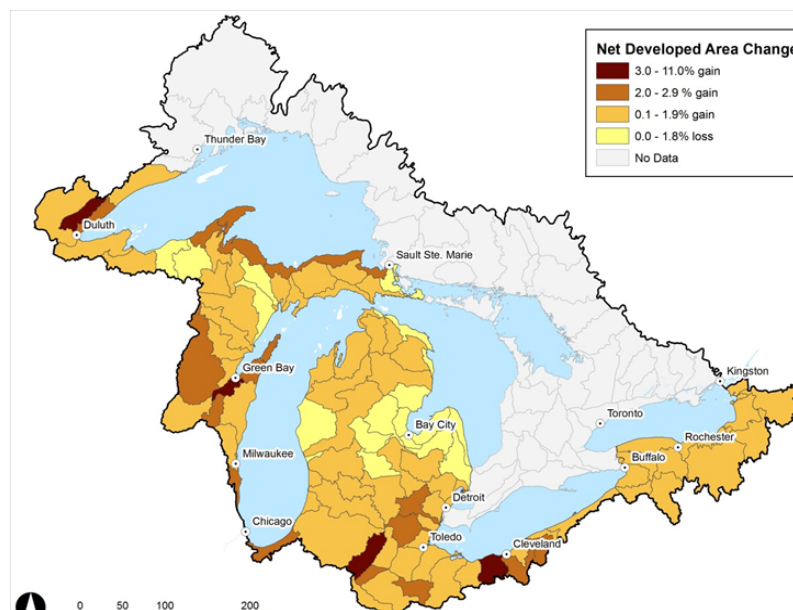 Net Developed Area Change
3.0 - 11.0% gain
2.0 - 2.9 % gain
0.1 - 1.9% gain
0.0 - 1.8% loss
No Data
Thunder Bay
Duluth
Sault Ste. Marie
Green Bay
Kingston
Toronto
Bay City
Rochester
Milwaukee
Buffalo
Detroit
Chicago
Toledo
Cleveland
0 50 100 200